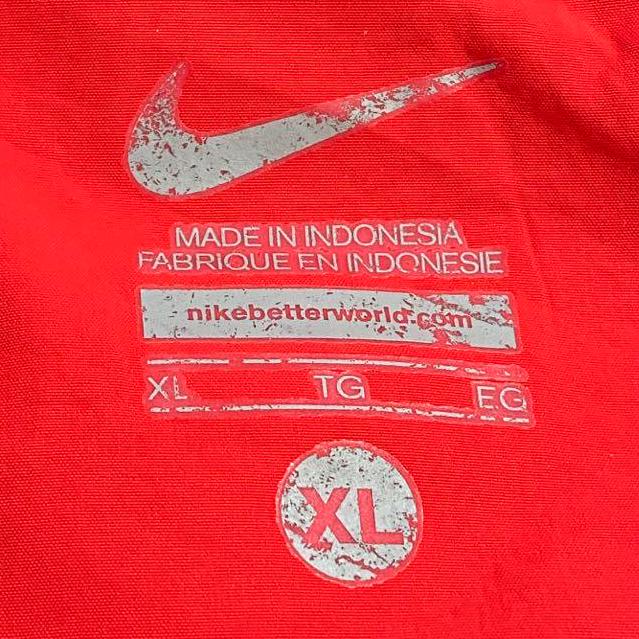 MADE IN INDONESIA
FABRIQUE EN INDONESIE
nikebetterworld.com
XL TG EG
XL